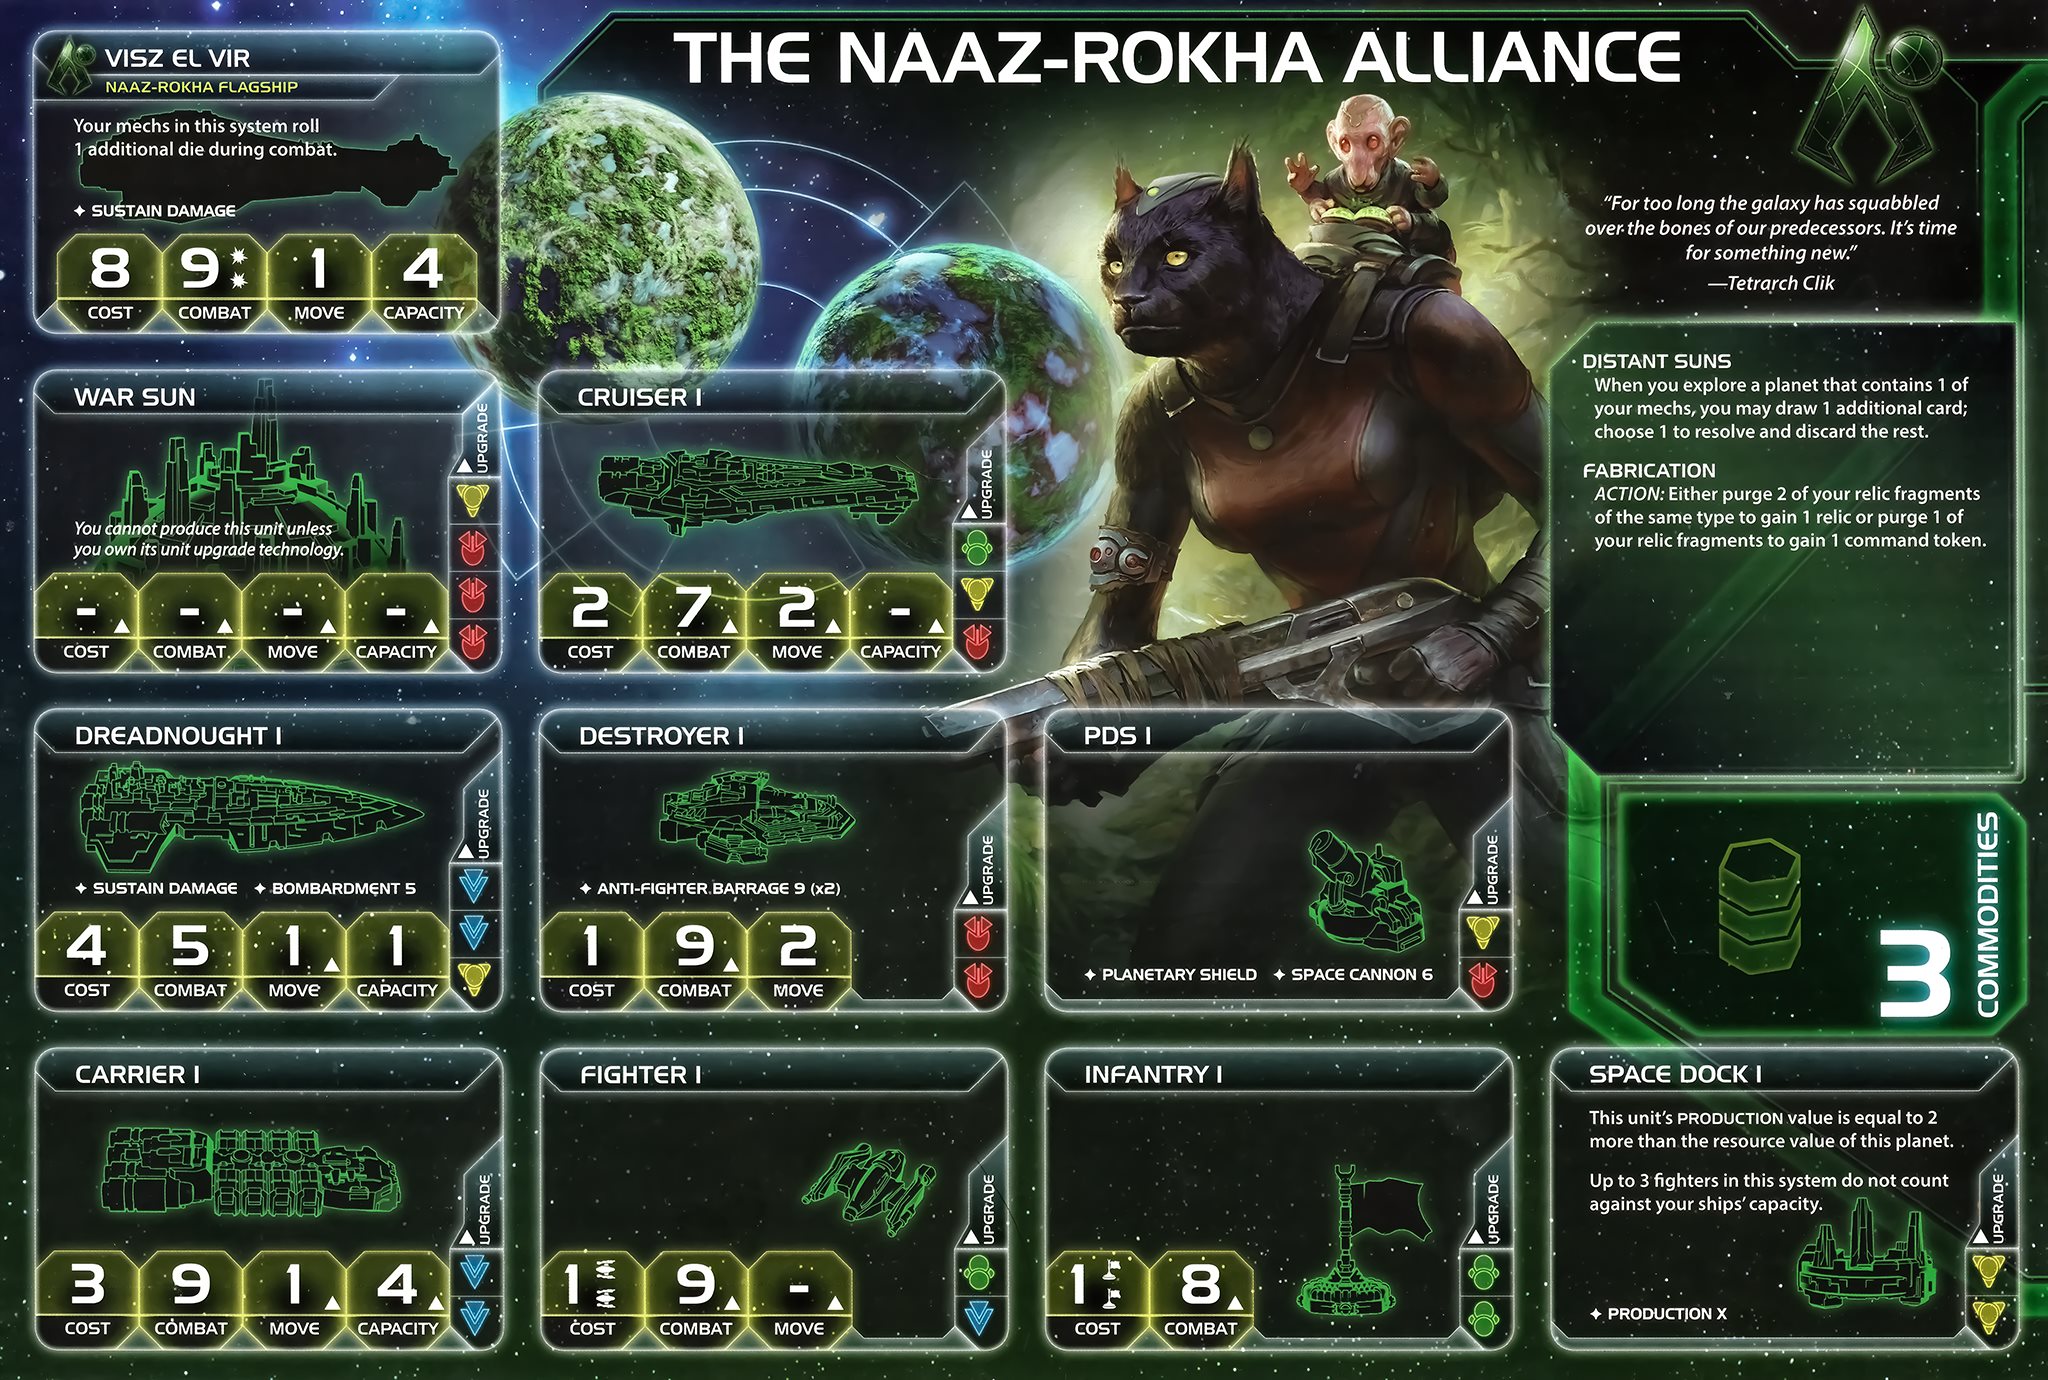 THE NAAZ-ROKHA ALLIANCE
VISZ EL VIR
NAAZ-ROKHA FLAGSHIP
Your mechs in this system roll
1 additional die during combat.
✦ SUSTAIN DAMAGE
8 9 1 4
COST COMBAT MOVE CAPACITY
“For too long the galaxy has squabbled
over the bones of our predecessors. It’s time
for something new.”
—Tetrarch Clik
DISTANT SUNS
When you explore a planet that contains 1 of
your mechs, you may draw 1 additional card;
choose 1 to resolve and discard the rest.
FABRICATION
ACTION: Either purge 2 of your relic fragments
of the same type to gain 1 relic or purge 1 of
your relic fragments to gain 1 command token.
WAR SUN
UPGRADE
You cannot produce this unit unless
you own its unit upgrade technology.
- - - -
COST COMBAT MOVE CAPACITY
CRUISER I
UPGRADE
2 7 2 -
COST COMBAT MOVE CAPACITY
DREADNOUGHT I
UPGRADE
✦ SUSTAIN DAMAGE ✦ BOMBARDMENT 5
4 5 1 1
COST COMBAT MOVE CAPACITY
DESTROYER I
UPGRADE
✦ ANTI-FIGHTER BARRAGE 9 (x2)
1 9 2
COST COMBAT MOVE
PDS I
UPGRADE
✦ PLANETARY SHIELD ✦ SPACE CANNON 6
3
COMMODITIES
CARRIER I
UPGRADE
3 9 1 4
COST COMBAT MOVE CAPACITY
FIGHTER I
UPGRADE
1 9 -
COST COMBAT MOVE
INFANTRY I
UPGRADE
1 8
COST COMBAT
SPACE DOCK I
This unit’s PRODUCTION value is equal to 2
more than the resource value of this planet.
Up to 3 fighters in this system do not count
against your ships’ capacity.
UPGRADE
✦ PRODUCTION X